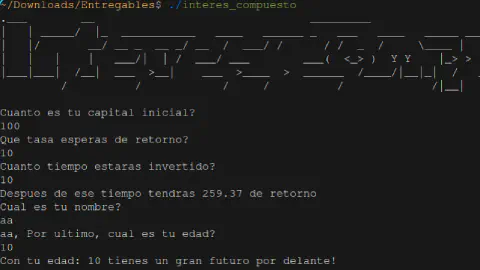 ~/Downloads/Entregables$ ./interes_compuesto
Cuanto es tu capital inicial?
100
Que tasa esperas de retorno?
10
Cuanto tiempo estaras invertido?
10
Despues de ese tiempo tendras 259.37 de retorno
Cual es tu nombre?
aa
aa, Por ultimo, cual es tu edad?
10
Con tu edad: 10 tienes un gran futuro por delante!